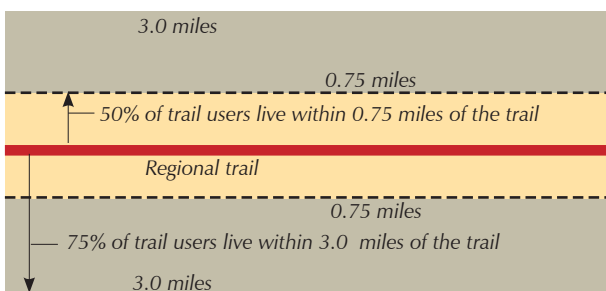 3.0 miles
0.75 miles
50% of trail users live within 0.75 miles of the trail
Regional trail
0.75 miles
75% of trail users live within 3.0 miles of the trail
3.0 miles